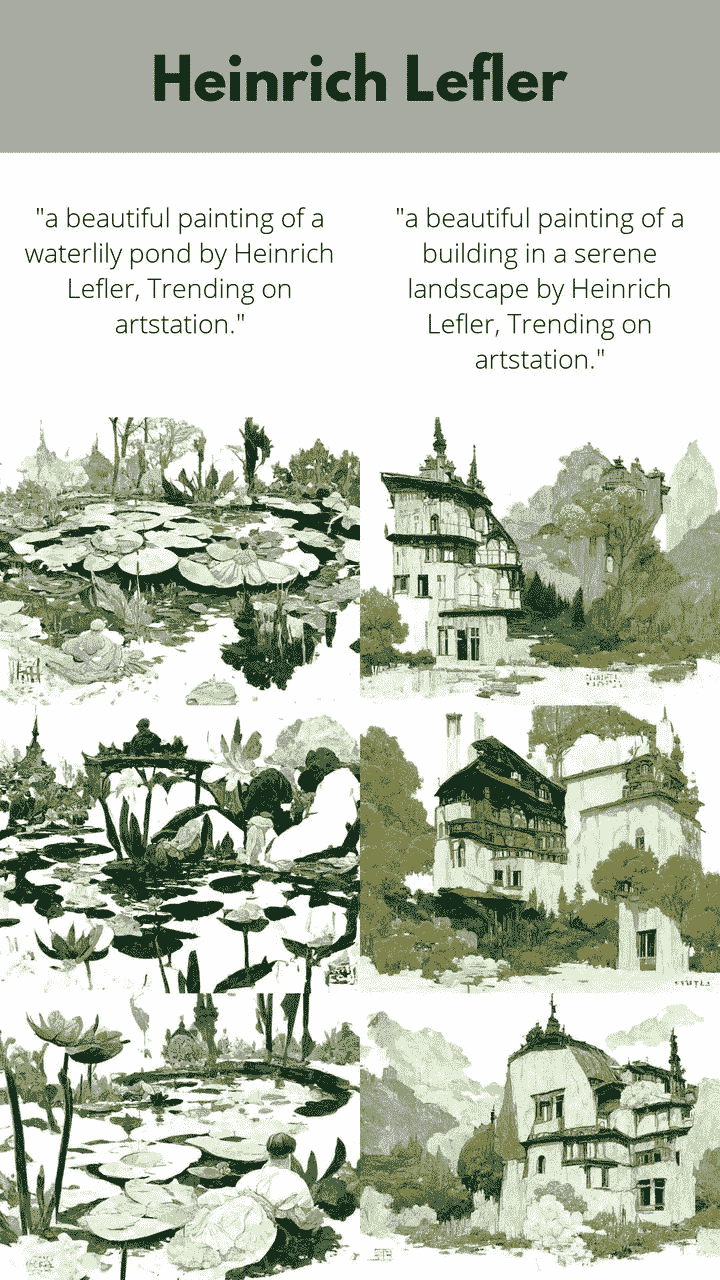 Heinrich Lefler
"a beautiful painting of a
waterlily pond by Heinrich
Lefler, Trending on
artstation."
"a beautiful painting of a
building in a serene
landscape by Heinrich
Lefler, Trending on
artstation."